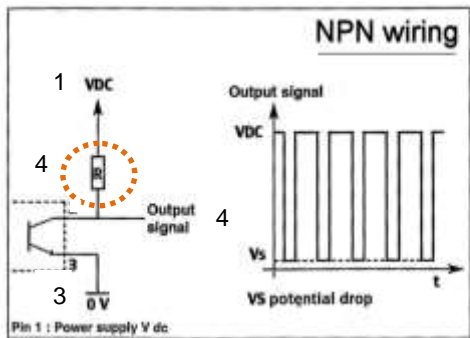 NPN wiring
1
VDC
4
R
Output
signal
3
3
0 V
Pin 1 : Power supply V dc
Output signal
VDC
4
Vs
t
VS potential drop